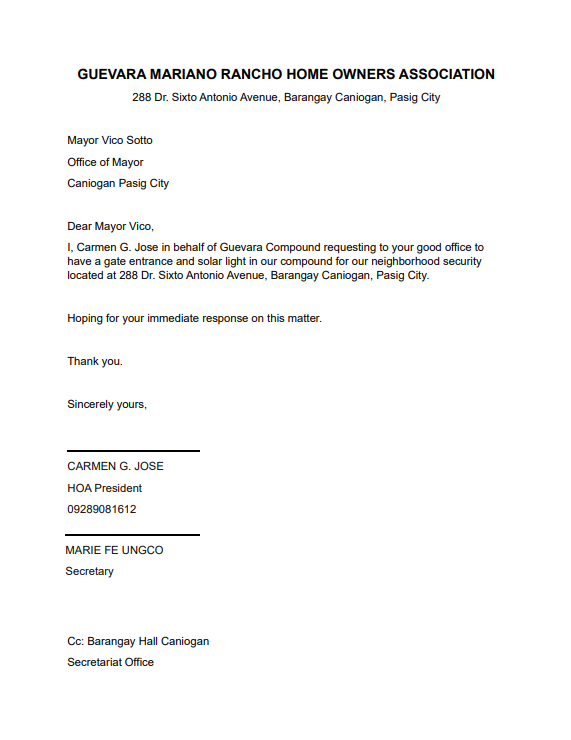 GUEVARA MARIANO RANCHO HOME OWNERS ASSOCIATION
288 Dr. Sixto Antonio Avenue, Barangay Caniogan, Pasig City
Mayor Vico Sotto
Office of Mayor
Caniogan Pasig City
Dear Mayor Vico,
I, Carmen G. Jose in behalf of Guevara Compound requesting to your good office to
have a gate entrance and solar light in our compound for our neighborhood security
located at 288 Dr. Sixto Antonio Avenue, Barangay Caniogan, Pasig City.
Hoping for your immediate response on this matter.
Thank you.
Sincerely yours,
CARMEN G. JOSE
HOA President
09289081612
MARIE FE UNGCO
Secretary
Cc: Barangay Hall Caniogan
Secretariat Office